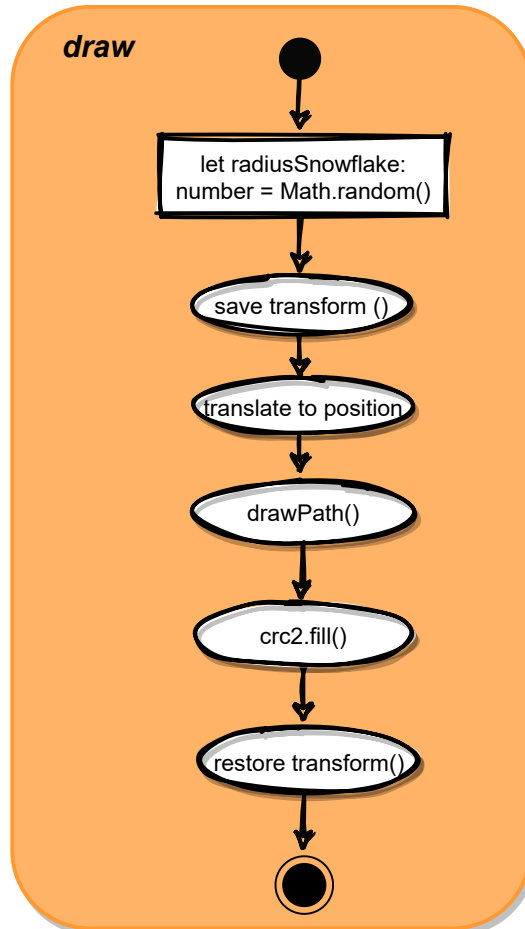 draw
let radiusSnowflake:
number = Math.random()
save transform ()
translate to position
drawPath()
crc2.fill()
restore transform()